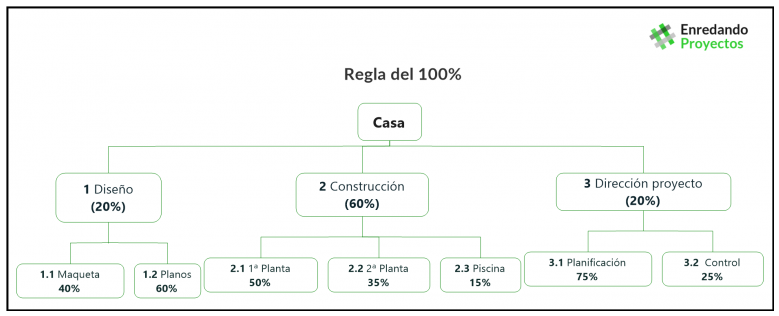 Enredando
Proyectos
Regla del 100%
Casa
1 Diseño
(20%)
2 Construcción
(60%)
3 Dirección proyecto
(20%)
1.1 Maqueta
40%
1.2 Planos
60%
2.1 1ª Planta
50%
2.2 2ª Planta
35%
2.3 Piscina
15%
3.1 Planificación
75%
3.2 Control
25%